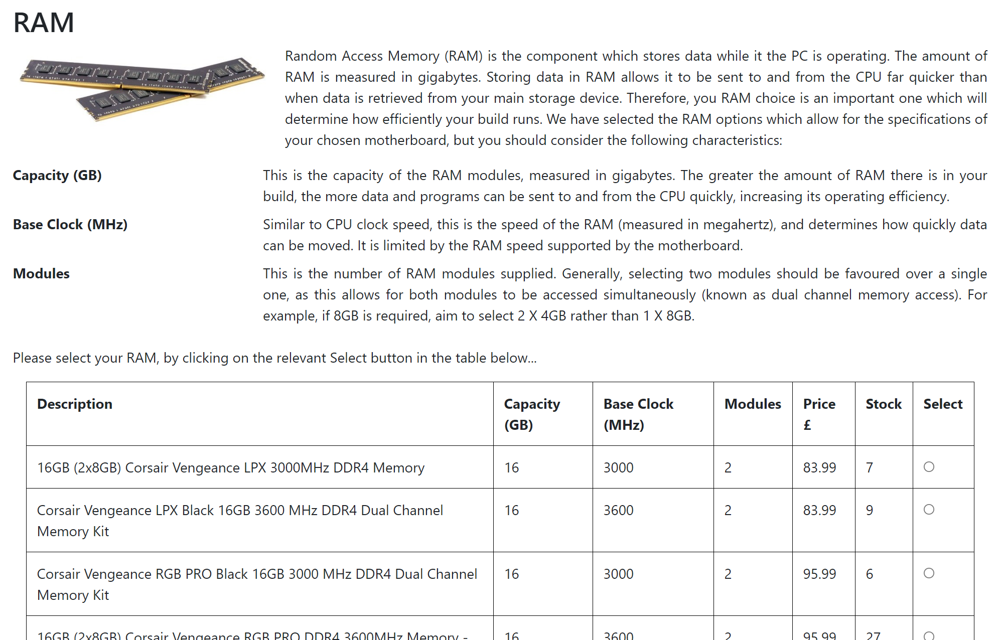 RAM
Random Access Memory (RAM) is the component which stores data while it the PC is operating. The amount of
RAM is measured in gigabytes. Storing data in RAM allows it to be sent to and from the CPU far quicker than
when data is retrieved from your main storage device. Therefore, you RAM choice is an important one which will
determine how efficiently your build runs. We have selected the RAM options which allow for the specifications of
your chosen motherboard, but you should consider the following characteristics:
Capacity (GB)
This is the capacity of the RAM modules, measured in gigabytes. The greater the amount of RAM there is in your
build, the more data and programs can be sent to and from the CPU quickly, increasing its operating efficiency.
Base Clock (MHz)
Similar to CPU clock speed, this is the speed of the RAM (measured in megahertz), and determines how quickly data
can be moved. It is limited by the RAM speed supported by the motherboard.
Modules
This is the number of RAM modules supplied. Generally, selecting two modules should be favoured over a single
one, as this allows for both modules to be accessed simultaneously (known as dual channel memory access). For
example, if 8GB is required, aim to select 2 X 4GB rather than 1 X 8GB.
Please select your RAM, by clicking on the relevant Select button in the table below...
Description Capacity (GB) Base Clock (MHz) Modules Price £ Stock Select
16GB (2x8GB) Corsair Vengeance LPX 3000MHz DDR4 Memory 16 3000 2 83.99 7
Corsair Vengeance LPX Black 16GB 3600 MHz DDR4 Dual Channel
Memory Kit
16 3600 2 83.99 9
Corsair Vengeance RGB PRO Black 16GB 3000 MHz DDR4 Dual Channel
Memory Kit
16 3000 2 95.99 6
16GB (2x8GB) Corsair Vengeance RGB PRO DDR4 3600MHz Memory - 16 3600 2 95.99 27